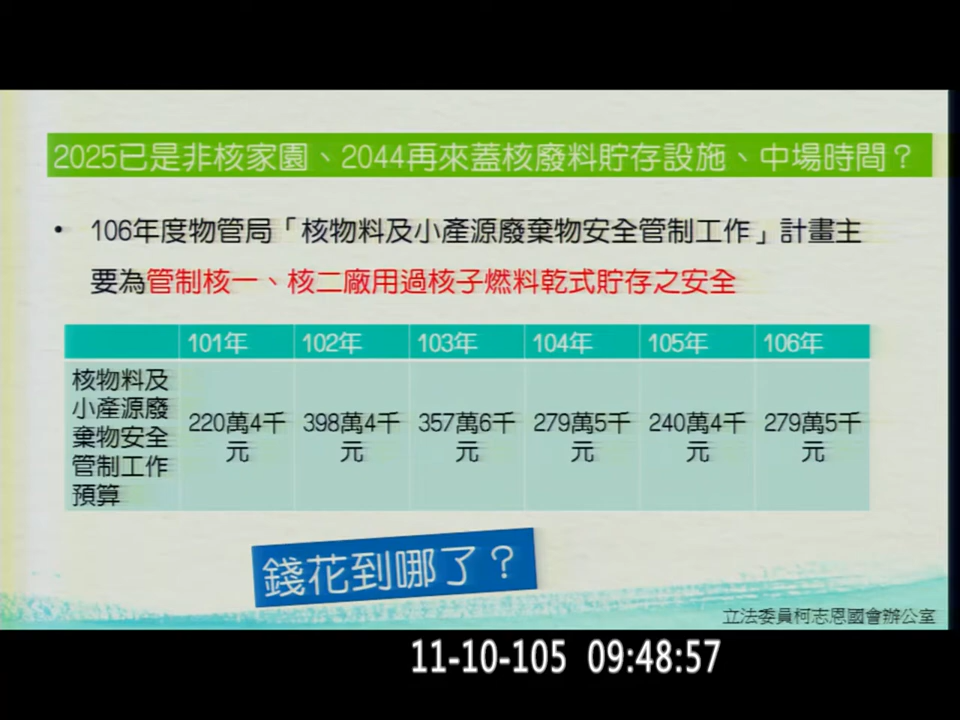 2025已是非核家園、2044再來蓋核廢料貯存設施、中場時間？
• 106年度物管局「核物料及小產源廢棄物安全管制工作」計畫主
要為管制核一、核二廠用過核子燃料乾式貯存之安全
101年 102年 103年 104年 105年 106年
核物料及
小產源廢
棄物安全
管制工作
預算
220萬4千
元
398萬4千
元
357萬6千
元
279萬5千
元
240萬4千
元
279萬5千
元
錢花到哪了？
立法委員柯志恩國會辦公室
11-10-105 09:48:57